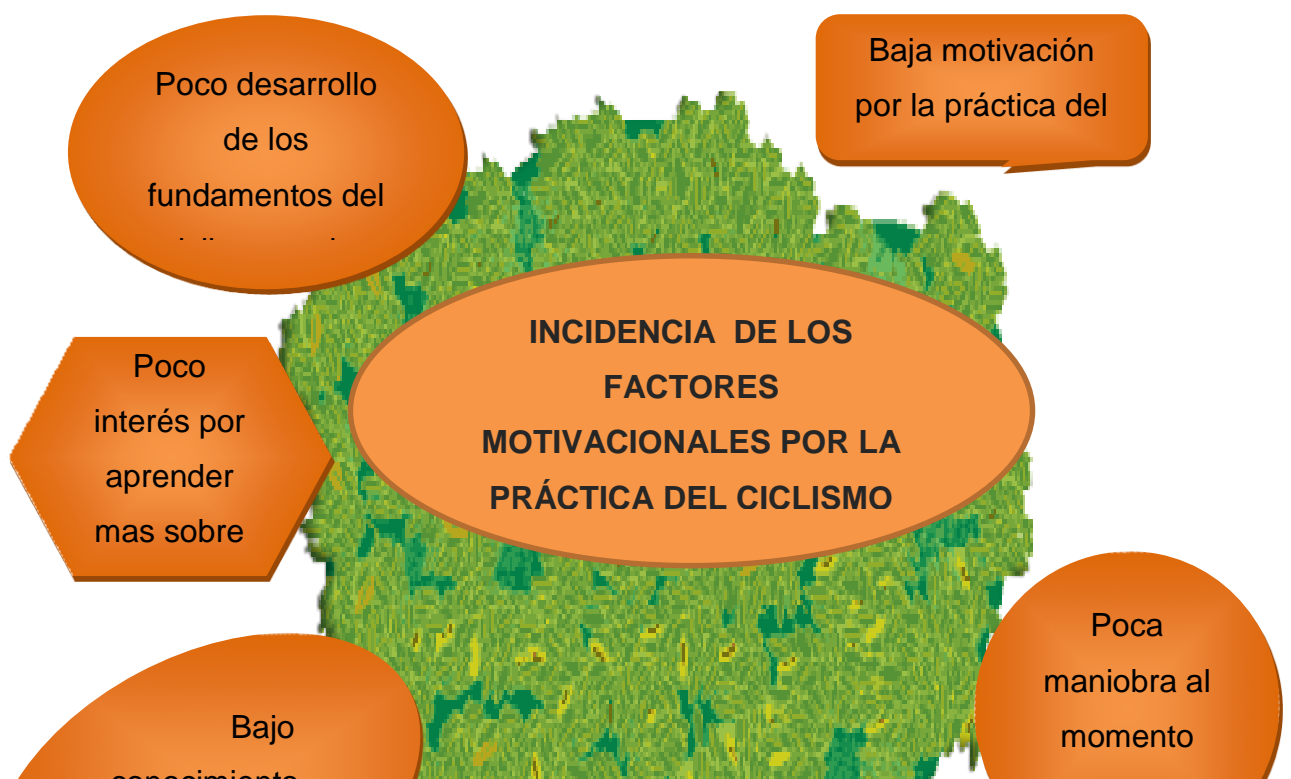 Poco desarrollo
de los
fundamentos del
Baja motivación
por la práctica del
INCIDENCIA DE LOS
FACTORES
MOTIVACIONALES POR LA
PRÁCTICA DEL CICLISMO
Poco
interés por
aprender
mas sobre
Poca
maniobra al
momento
Bajo
conocimiento